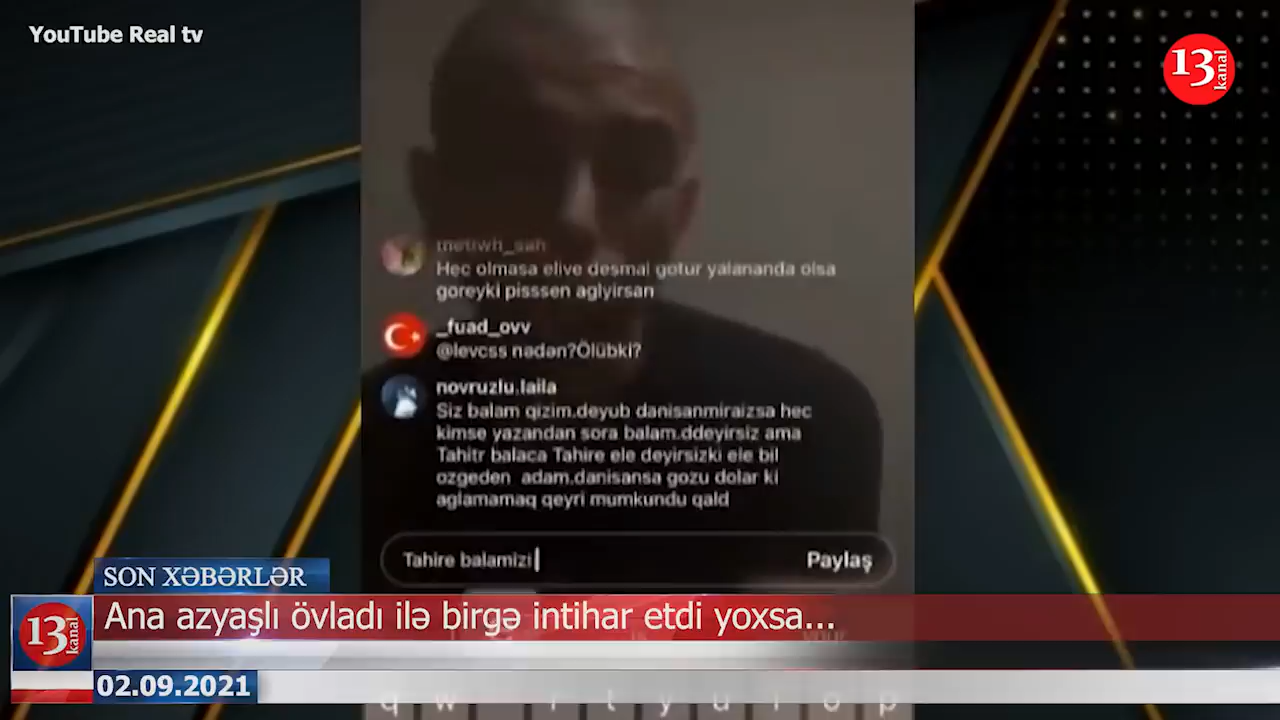 YouTube Real tv
13
kanal
metiwh_sah
Hec olmasa elive desmal gotur yalananda olsa
goreyki pisssen aglyirsan
_fuad_ovv
@levcss nədən?Ölübki?
novruzlu.laila
Siz balam qizim.deyub danisanmiraizsa hec
kimse yazandan sora balam.ddeyirsiz ama
Tahitr balaca Tahire ele deyirsizki ele bil
ozgeden adam.danisansa gozu dolar ki
aglamamaq qeyri mumkundu qald
Tahire balamizi
Paylaş
SON XƏBƏRLƏR
13
kanal
Ana azyaşlı övladı ilə birgə intihar etdi yoxsa...
02.09.2021
q w r t y u i o p